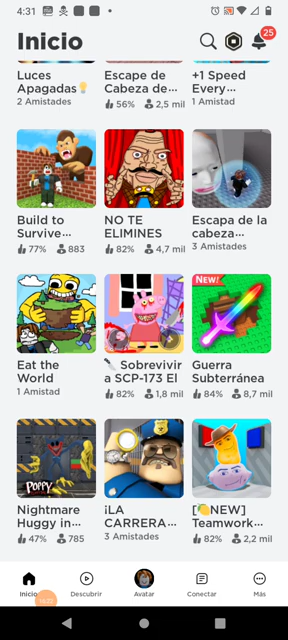 4:31
Inicio
25
Luces
Apagadas💡
2 Amistades
Escape de
Cabeza de…
56% 2,5 mil
+1 Speed
Every…
1 Amistad
Build to
Survive…
77% 883
NO TE
ELIMINES
82% 4,7 mil
Escapa de la
cabeza…
3 Amistades
Eat the
World
1 Amistad
🔪 Sobrevivir
a SCP-173 El
82% 1,8 mil
NEW!
Guerra
Subterránea
84% 8,7 mil
POPPY
Nightmare
Huggy in…
47% 785
¡LA
CARRERA…
3 Amistades
[🍋NEW]
Teamwork…
82% 2,2 mil
Inicio
Descubrir
Avatar
Conectar
Más